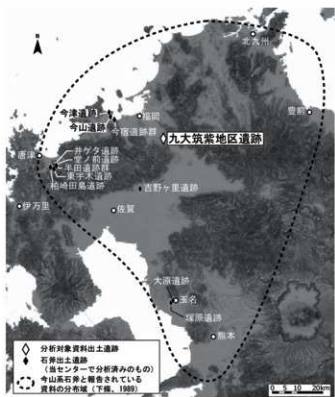 北九州
豊前
今津遺跡
福岡
今山遺跡
今宿遺跡群
九大筑紫地区遺跡
唐津
井ゲタ遺跡
堂ノ前遺跡
半田遺跡群
東宇木遺跡
柏崎田島遺跡
吉野ヶ里遺跡
伊万里
佐賀
大原遺跡
玉名
塚原遺跡
熊本
分析対象資料出土遺跡
石斧出土遺跡
(当センターで分析済みのもの)
今山系石斧と報告されている
資料の分布域 (下條, 1989)
0 10 20km